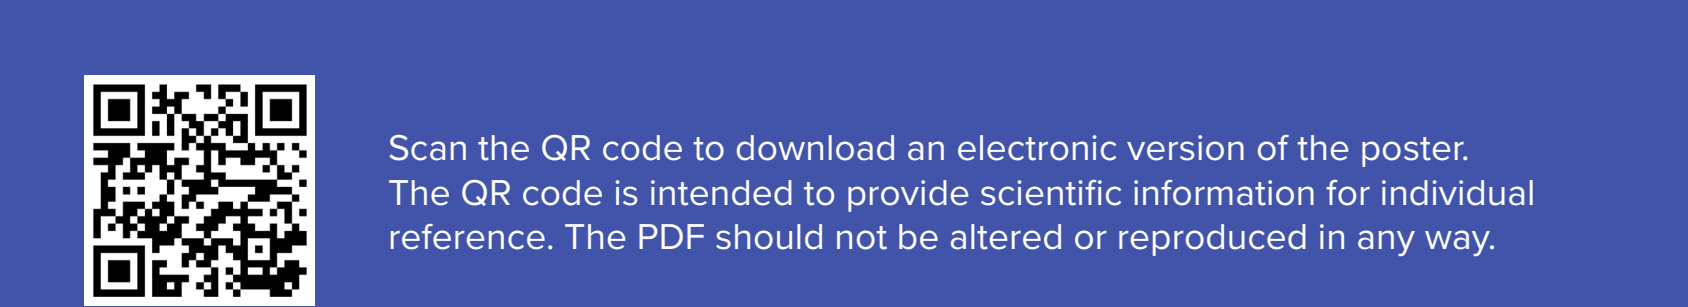 Scan the QR code to download an electronic version of the poster.
The QR code is intended to provide scientific information for individual
reference. The PDF should not be altered or reproduced in any way.